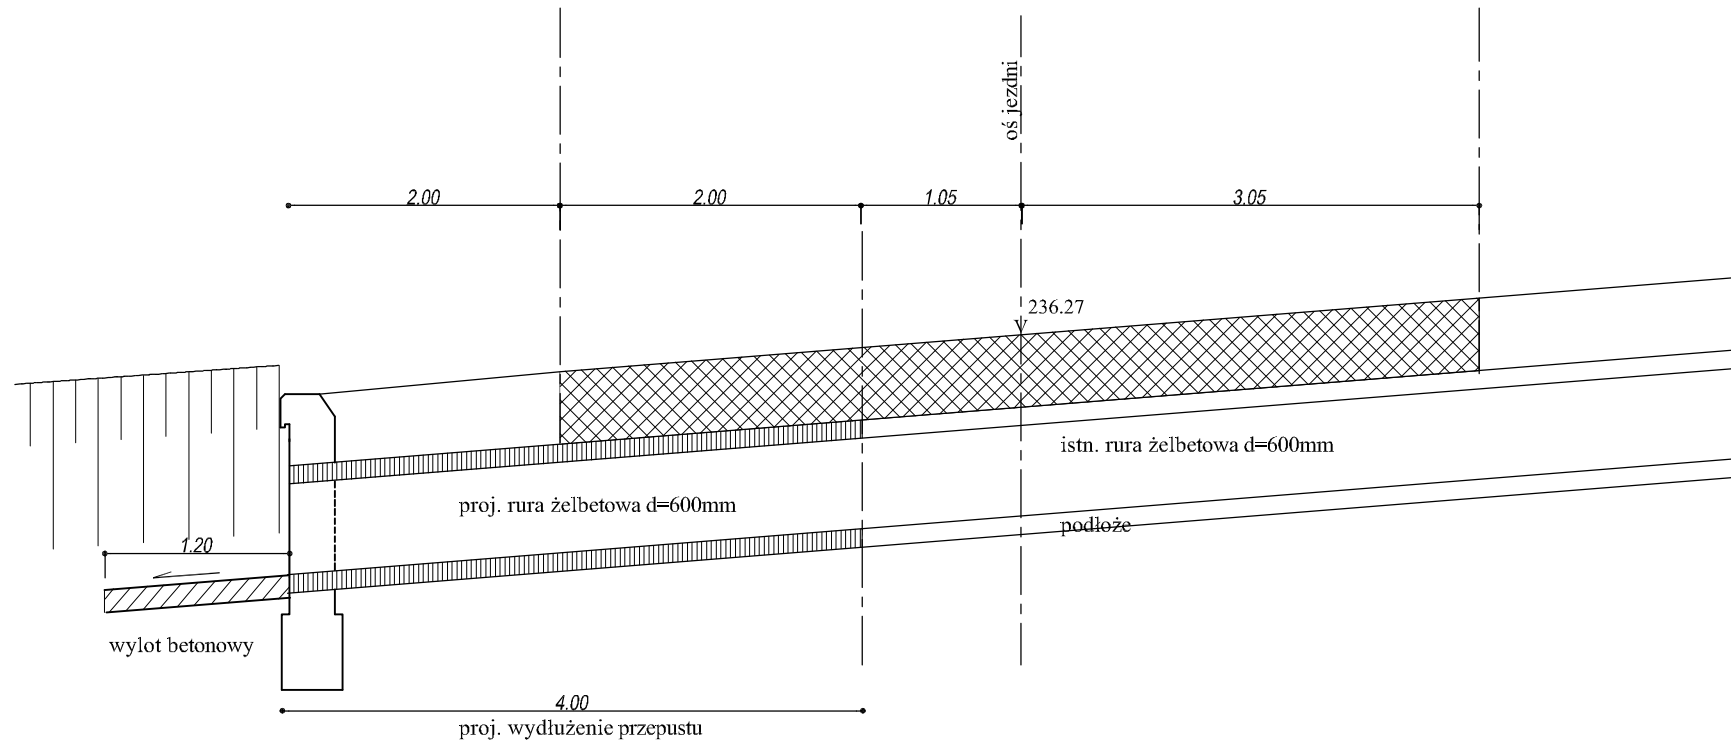 oś jezdni
2.00
2.00
1.05
3.05
236.27
istn. rura żelbetowa d=600mm
proj. rura żelbetowa d=600mm
podłoże
1.20
wylot betonowy
4.00
proj. wydłużenie przepustu